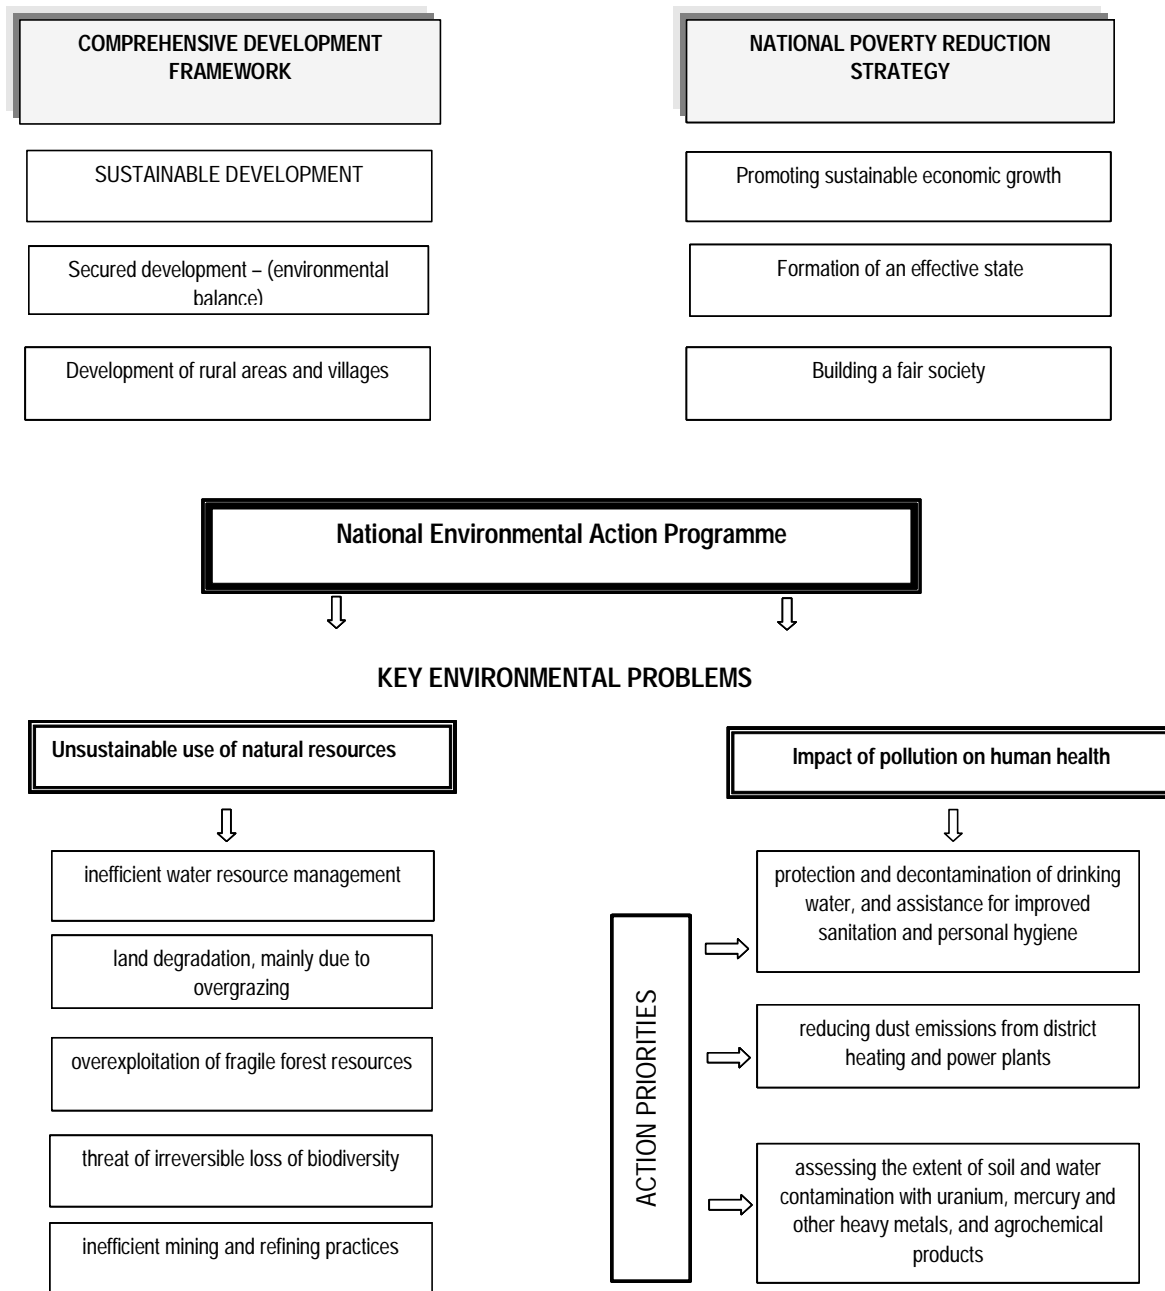 COMPREHENSIVE DEVELOPMENT
FRAMEWORK
NATIONAL POVERTY REDUCTION
STRATEGY
SUSTAINABLE DEVELOPMENT
Promoting sustainable economic growth
Secured development – (environmental
balance)
Formation of an effective state
Development of rural areas and villages
Building a fair society
National Environmental Action Programme
KEY ENVIRONMENTAL PROBLEMS
Unsustainable use of natural resources
Impact of pollution on human health
inefficient water resource management
land degradation, mainly due to
overgrazing
overexploitation of fragile forest resources
threat of irreversible loss of biodiversity
inefficient mining and refining practices
ACTION PRIORITIES
protection and decontamination of drinking
water, and assistance for improved
sanitation and personal hygiene
reducing dust emissions from district
heating and power plants
assessing the extent of soil and water
contamination with uranium, mercury and
other heavy metals, and agrochemical
products